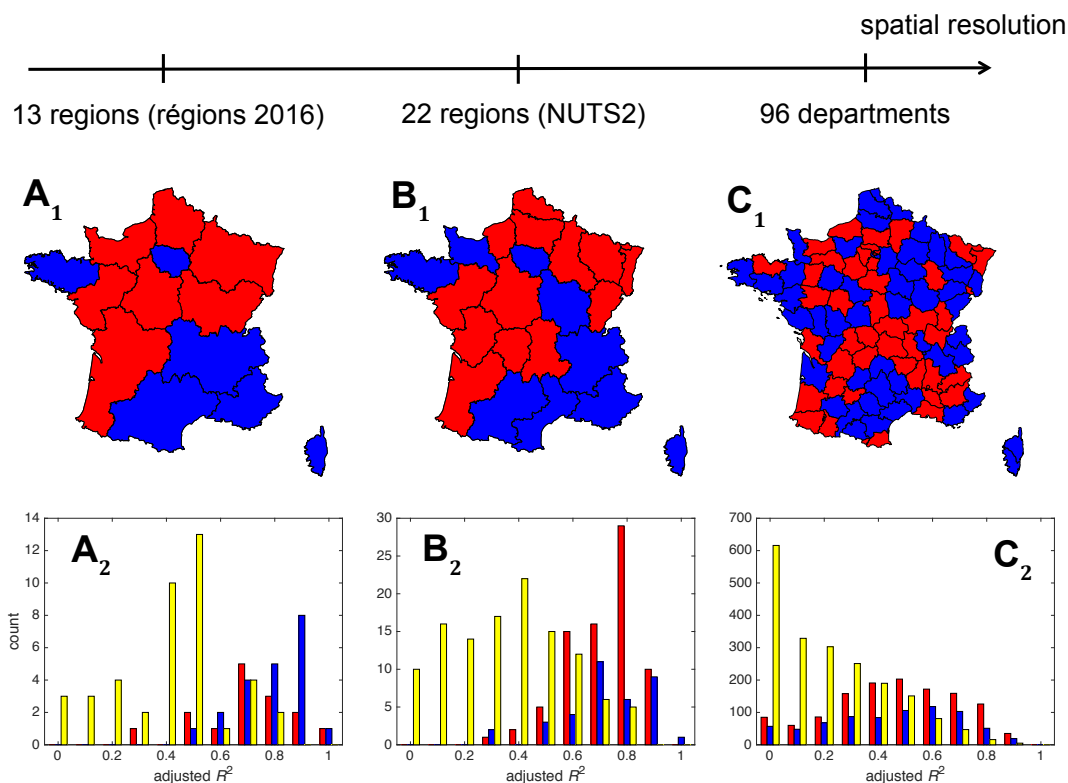 spatial resolution
13 regions (régions 2016) 22 regions (NUTS2) 96 departments
A1 B1 C1
A2 B2 C2
count
14
12
10
8
6
4
2
0
0 0.2 0.4 0.6 0.8 1
adjusted R2
30
25
20
15
10
5
0
0 0.2 0.4 0.6 0.8 1
adjusted R2
700
600
500
400
300
200
100
0
0 0.2 0.4 0.6 0.8 1
adjusted R2